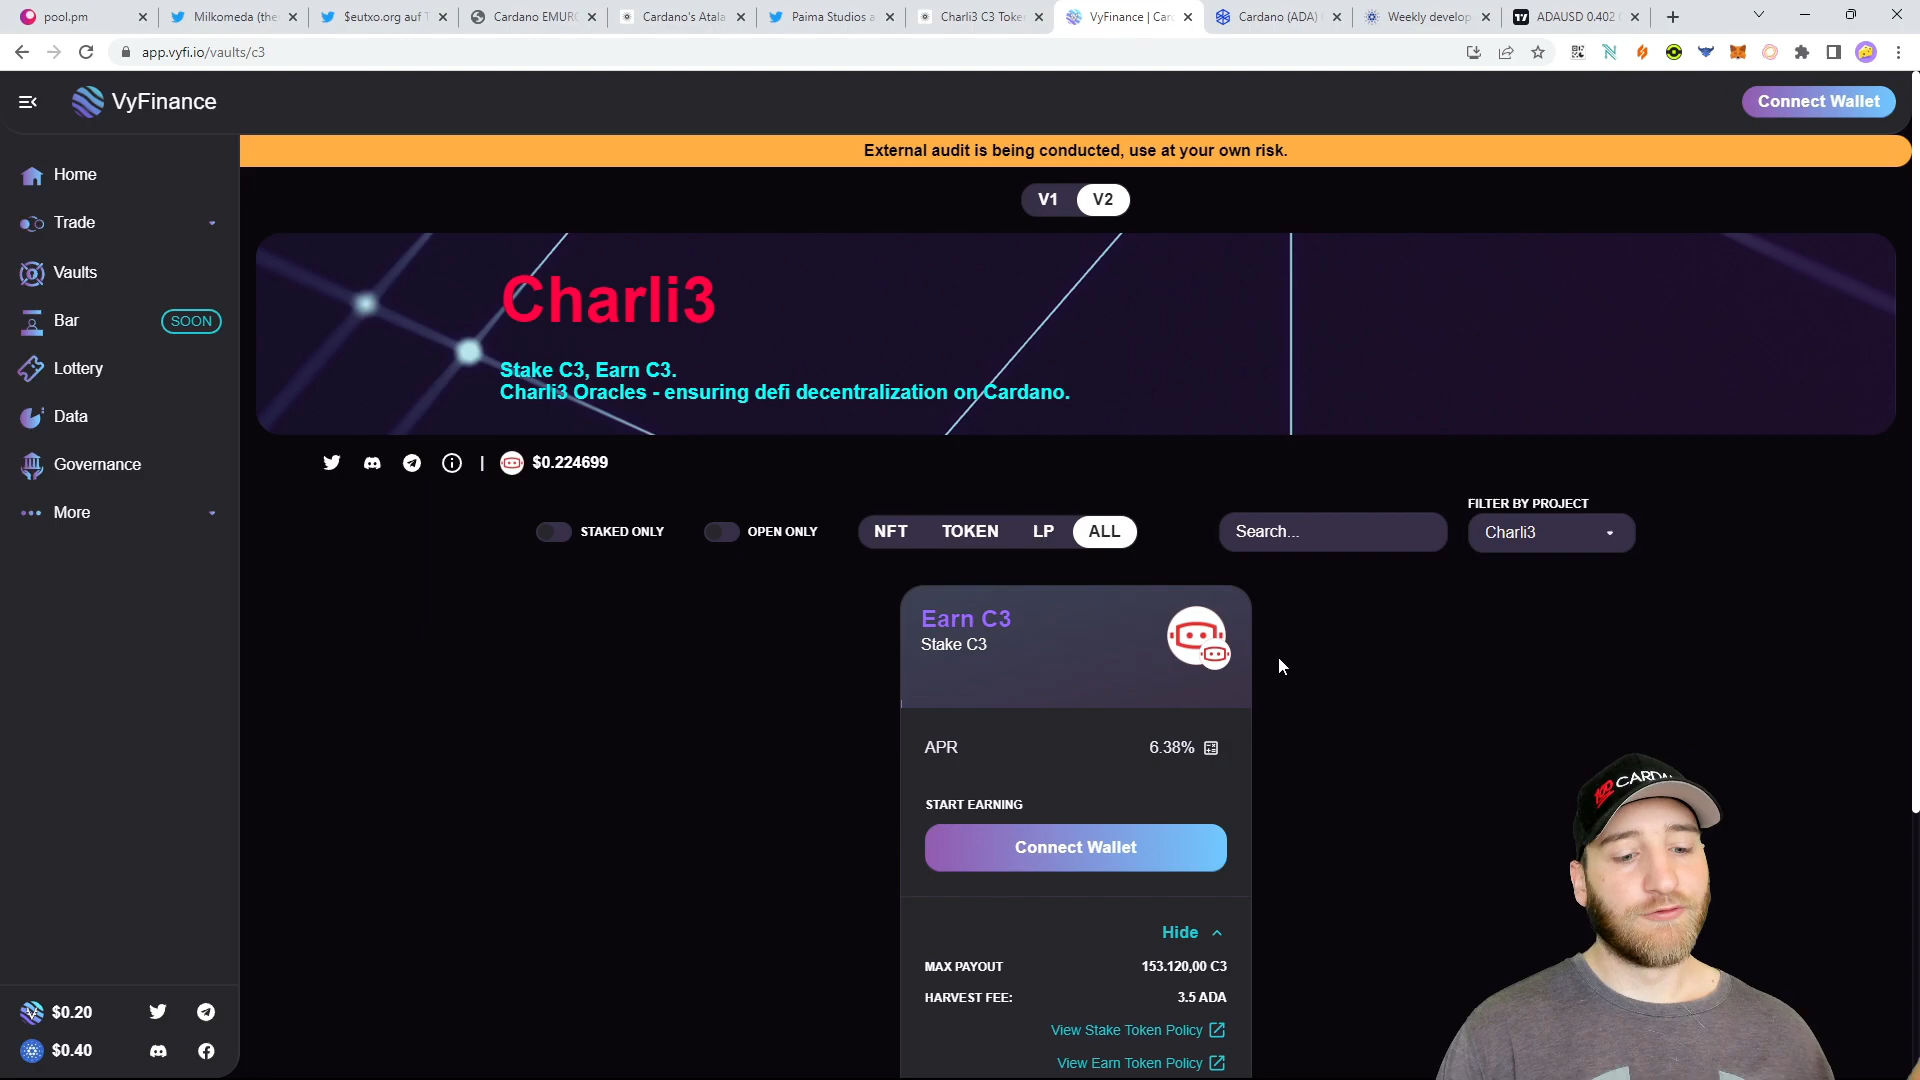 pool.pm
Milkomeda (the
$eutxo.org auf T
Cardano EMURG
Cardano's Atala
Paima Studios a
Charli3 C3 Token
VyFinance | Car
Cardano (ADA)
Weekly develop
ADAUSD 0.402
app.vyfi.io/vaults/c3
VyFinance
Connect Wallet
External audit is being conducted, use at your own risk.
Home
Trade
Vaults
Bar
SOON
Lottery
Data
Governance
More
V1
V2
Charli3
Stake C3, Earn C3.
Charli3 Oracles - ensuring defi decentralization on Cardano.
|
$0.224699
STAKED ONLY
OPEN ONLY
NFT
TOKEN
LP
ALL
Search...
FILTER BY PROJECT
Charli3
Earn C3
Stake C3
APR
6.38%
START EARNING
Connect Wallet
Hide
MAX PAYOUT
153.120,00 C3
HARVEST FEE:
3.5 ADA
View Stake Token Policy
View Earn Token Policy
$0.20
$0.40
💯 CARDA